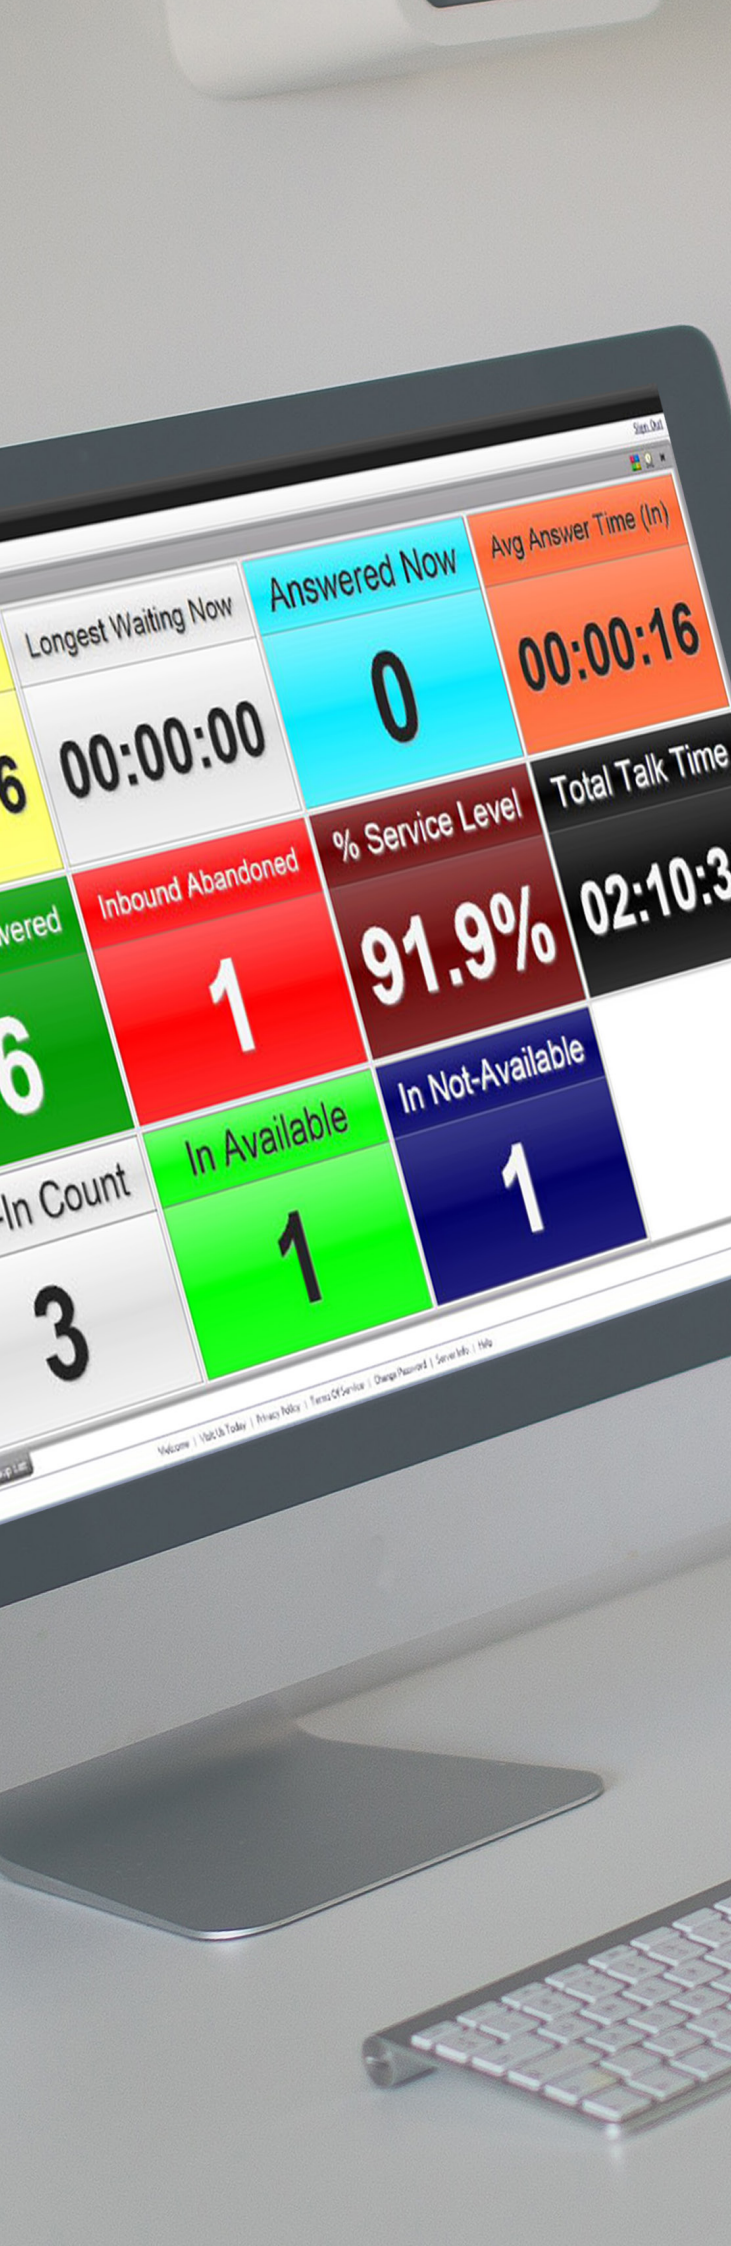 Sign Out
Longest Waiting Now
Answered Now
Avg Answer Time (In)
6
00:00:00
0
00:00:16
wered
Inbound Abandoned
% Service Level
Total Talk Time
6
1
91.9%
02:10:3
-In Count
In Available
In Not-Available
3
1
1
Welcome | Visit Us Today | Privacy Policy | Terms Of Service | Change Password | Server Info | Help
up List